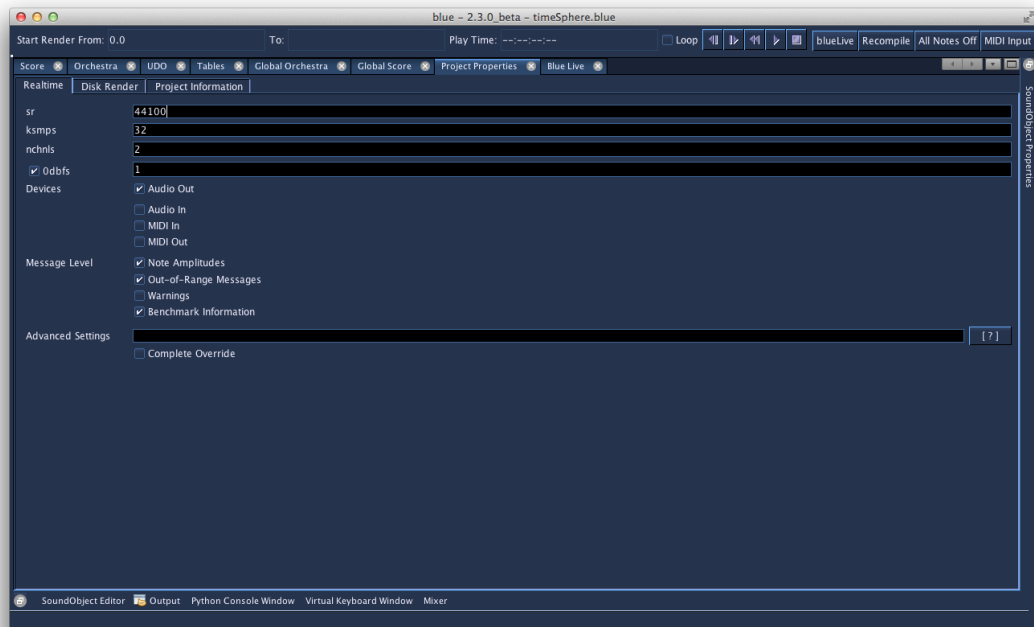 blue - 2.3.0_beta - timeSphere.blue
Start Render From: 0.0 To: Play Time: --:--:--:-- Loop blueLive Recompile All Notes Off MIDI Input
Score Orchestra UDO Tables Global Orchestra Global Score Project Properties Blue Live
Realtime Disk Render Project Information
sr 44100
ksmps 32
nchnls 2
0dbfs 1
Devices Audio Out
Audio In
MIDI In
MIDI Out
Message Level Note Amplitudes
Out-of-Range Messages
Warnings
Benchmark Information
Advanced Settings [ ? ]
Complete Override
SoundObject Properties
SoundObject Editor Output Python Console Window Virtual Keyboard Window Mixer